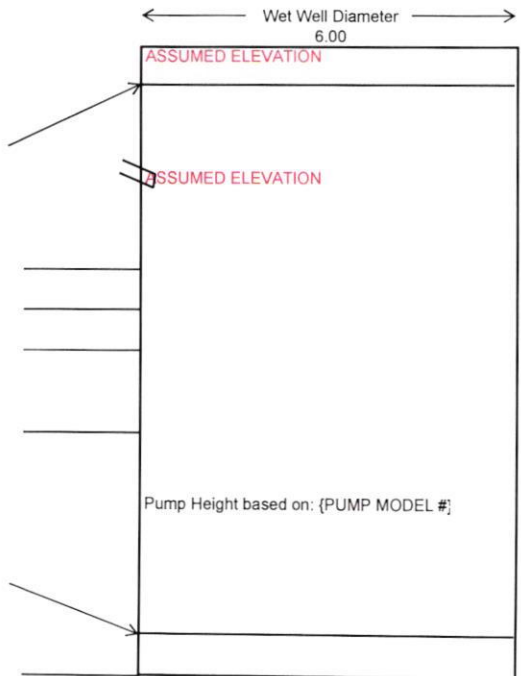 Wet Well Diameter
6.00
ASSUMED ELEVATION
ASSUMED ELEVATION
Pump Height based on: {PUMP MODEL #]